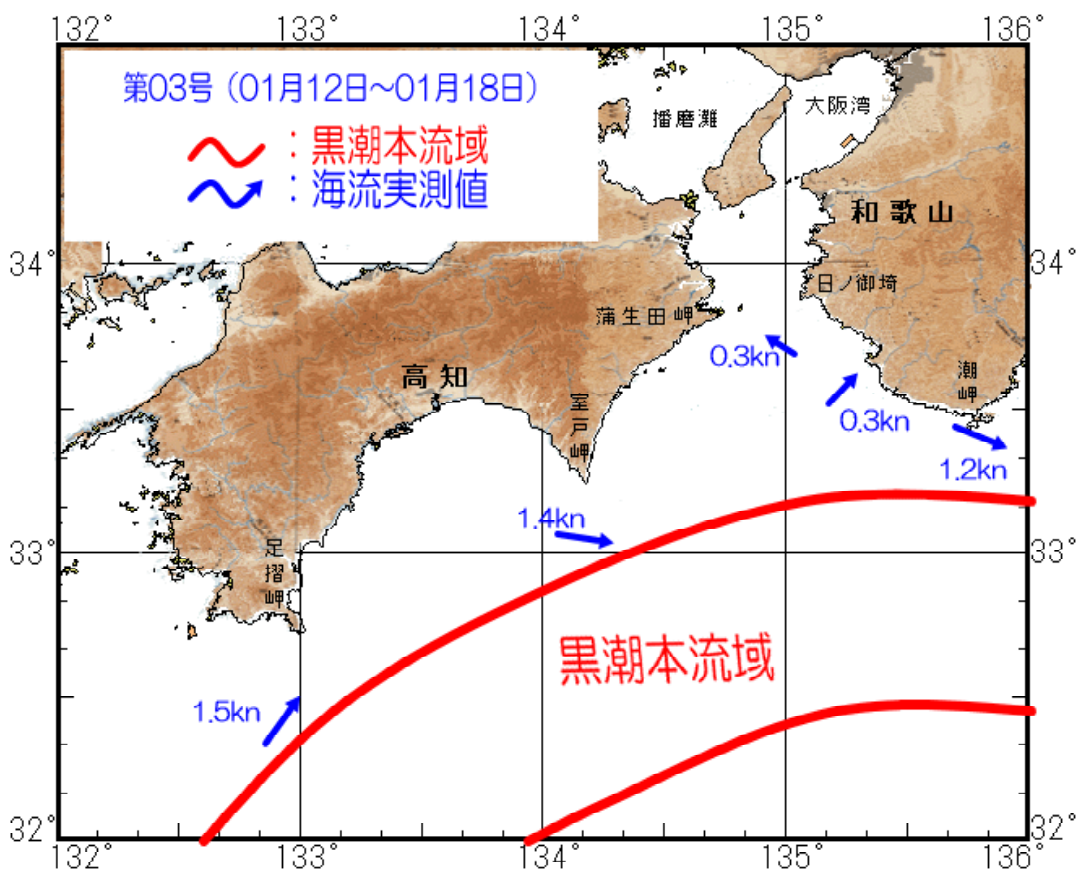 132° 133° 134° 135° 136°
第03号（01月12日～01月18日）
：黒潮本流域
：海流実測値
播磨灘
大阪湾
和歌山
34° 34°
日ノ御埼
蒲生田岬
0.3kn
高知
潮岬
室戸岬
0.3kn
1.2kn
1.4kn
33° 33°
足摺岬
黒潮本流域
1.5kn
32° 32°
132° 133° 134° 135° 136°